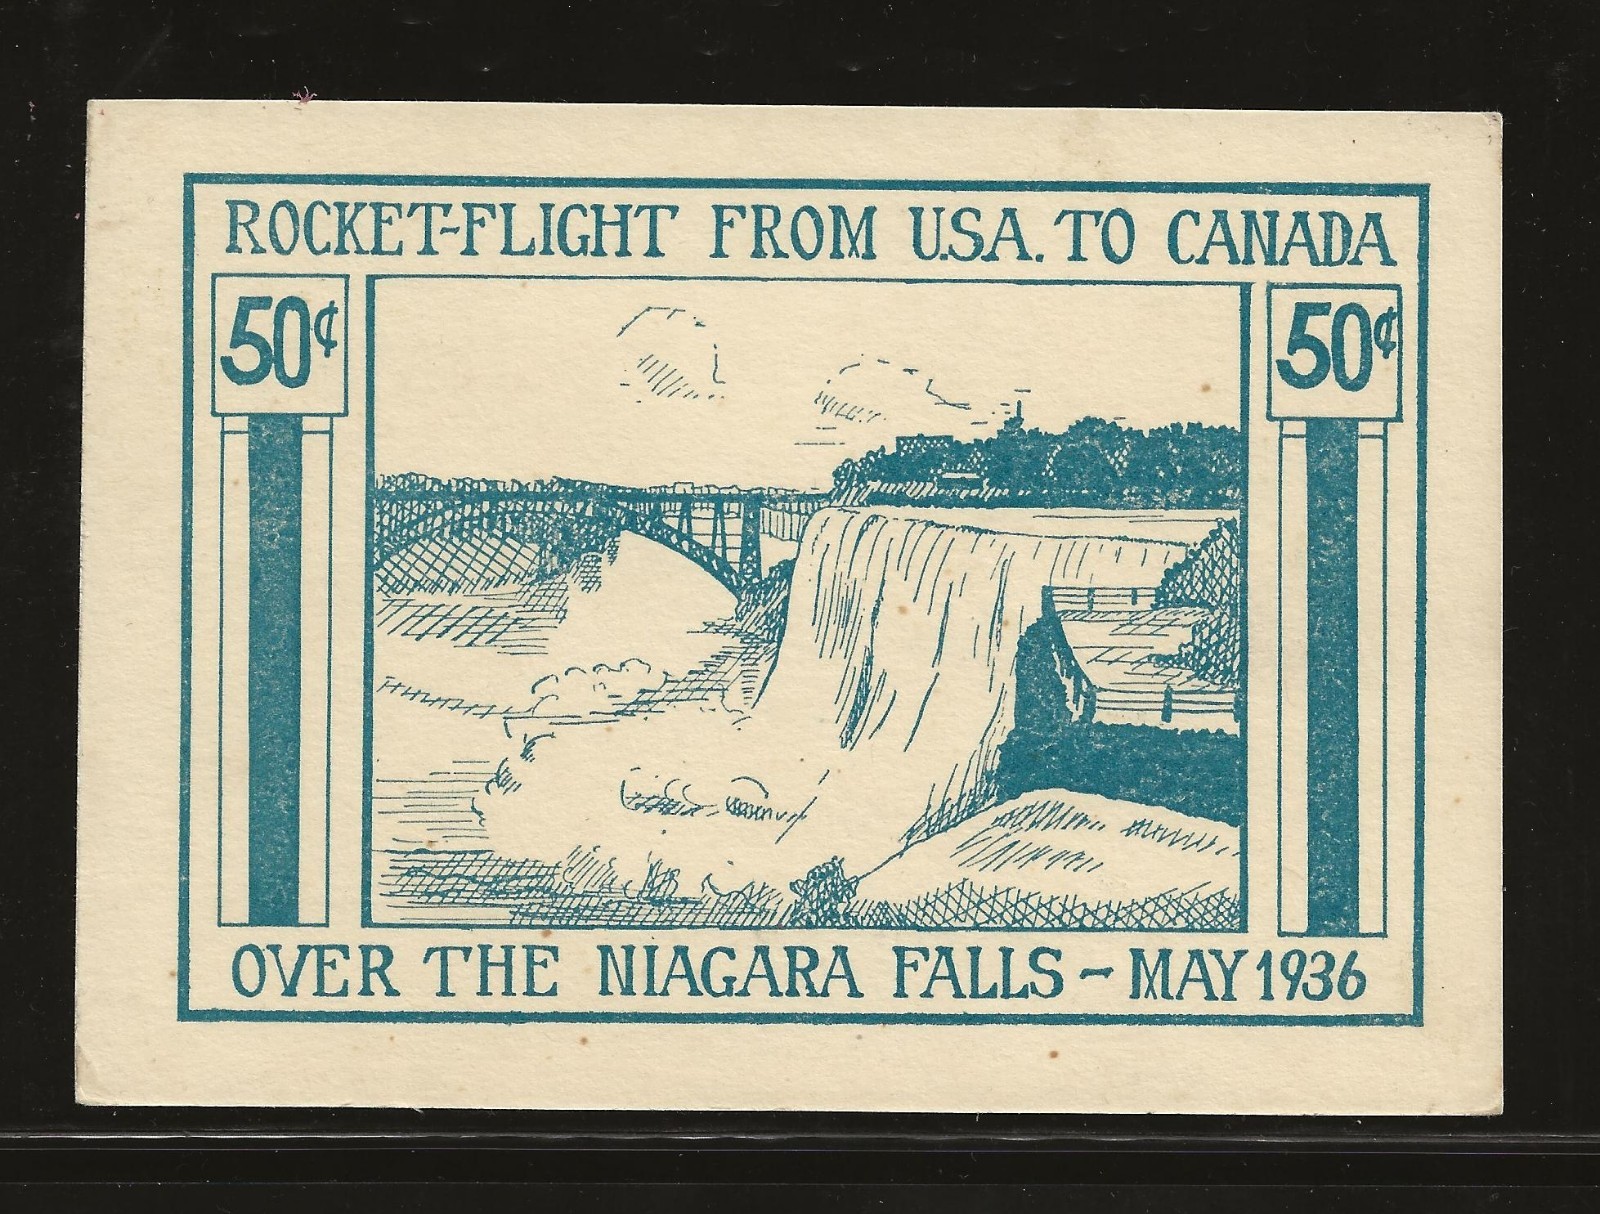 ROCKET-FLIGHT FROM U.S.A. TO CANADA
50¢ 50¢
OVER THE NIAGARA FALLS - MAY 1936